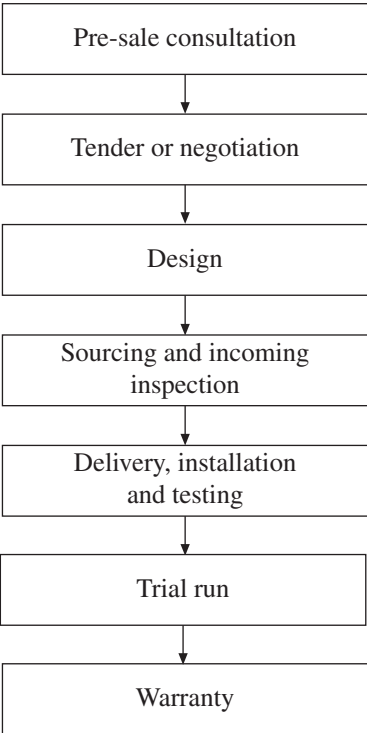 Pre-sale consultation
Tender or negotiation
Design
Sourcing and incoming
inspection
Delivery, installation
and testing
Trial run
Warranty